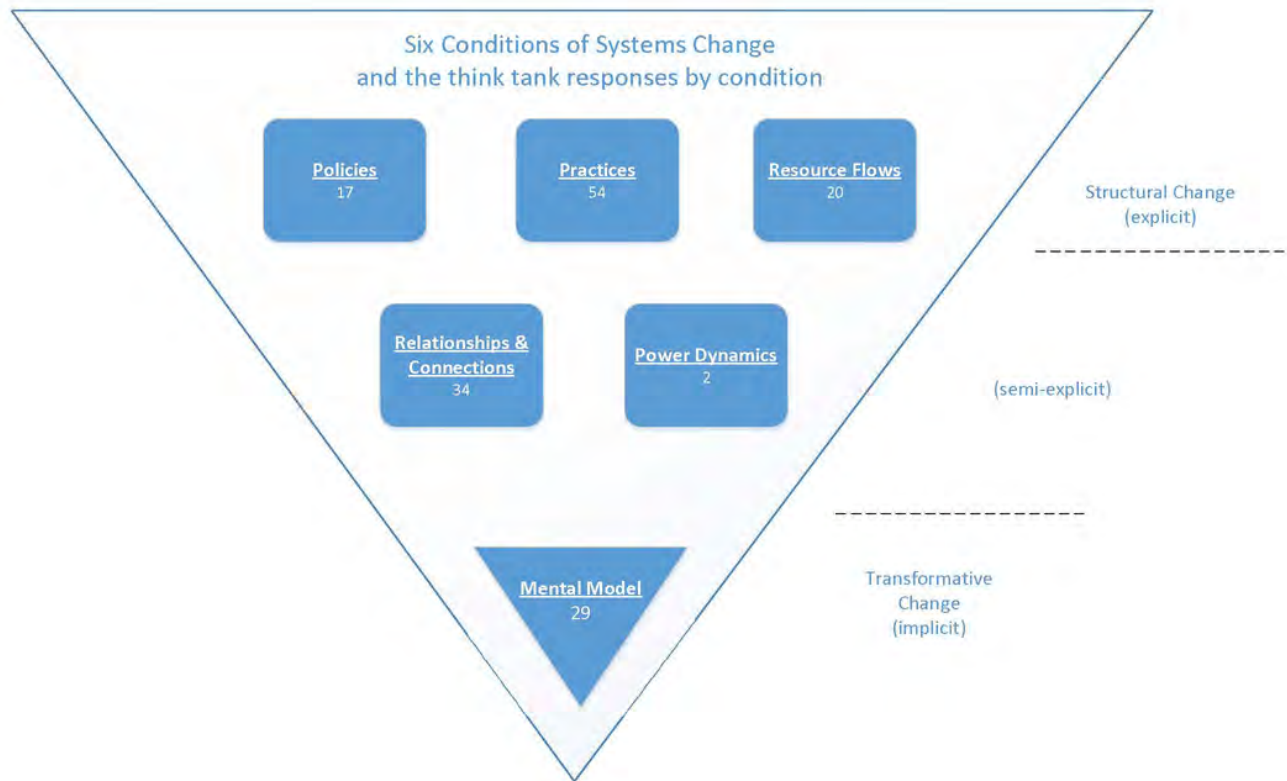 Six Conditions of Systems Change
and the think tank responses by condition
Policies
17
Practices
54
Resource Flows
20
Structural Change
(explicit)
Relationships &
Connections
34
Power Dynamics
2
(semi-explicit)
Mental Model
29
Transformative
Change
(implicit)